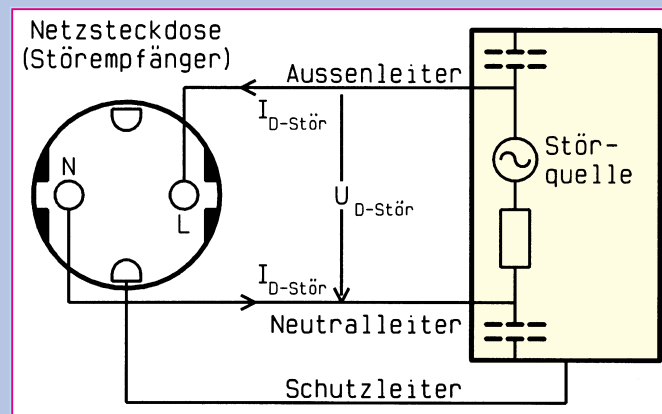 Netzsteckdose
(Störempfänger)
Aussenleiter
I D-Stör
Stör-
quelle
N
L
U D-Stör
I D-Stör
Neutralleiter
Schutzleiter